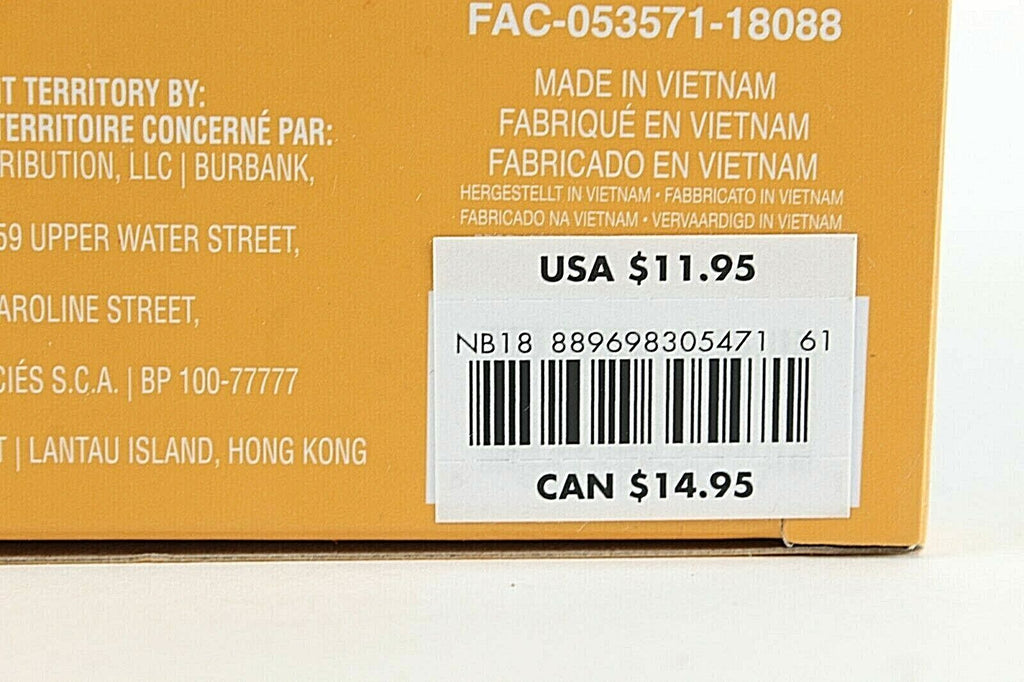 IT TERRITORY BY:
TERRITOIRE CONCERNÉ PAR:
RIBUTION, LLC | BURBANK,
59 UPPER WATER STREET,
AROLINE STREET,
CIÉS S.C.A. | BP 100-77777
T | LANTAU ISLAND, HONG KONG
FAC-053571-18088
MADE IN VIETNAM
FABRIQUÉ EN VIETNAM
FABRICADO EN VIETNAM
HERGESTELLT IN VIETNAM • FABBRICATO IN VIETNAM
FABRICADO NA VIETNAM • VERVAARDIGD IN VIETNAM
USA $11.95
NB18 889698305471 61
CAN $14.95